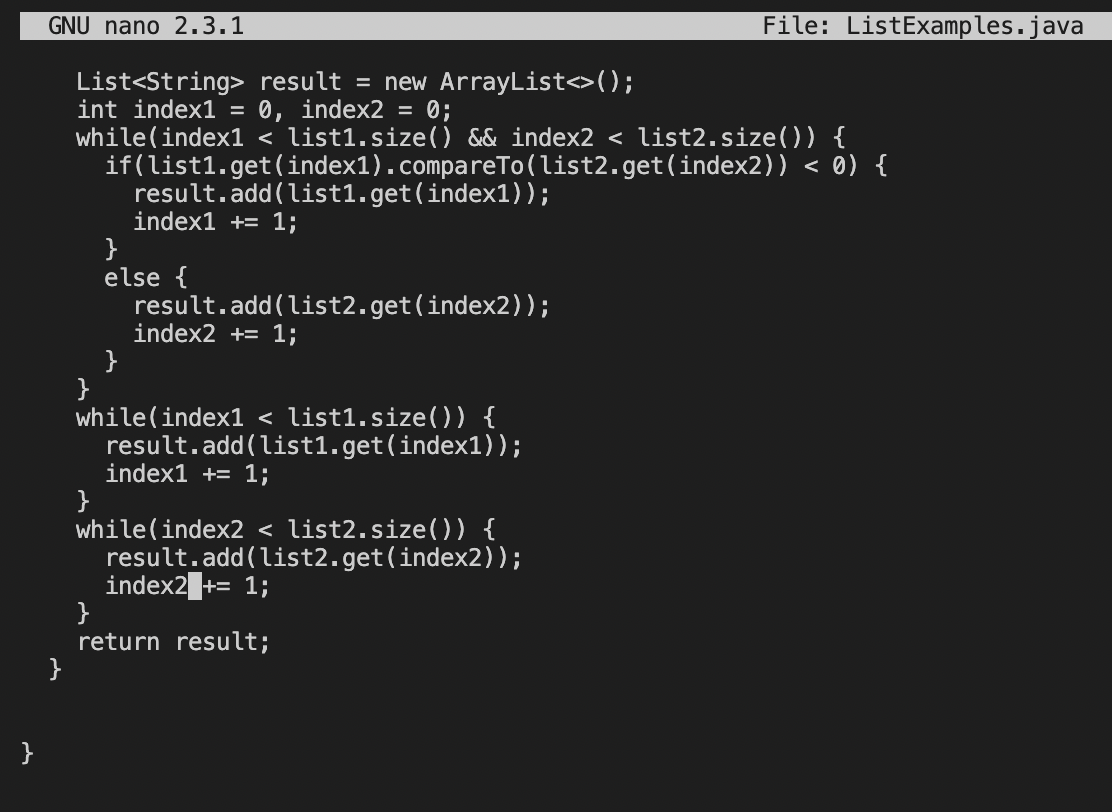 GNU nano 2.3.1 File: ListExamples.java
List<String> result = new ArrayList<>();
int index1 = 0, index2 = 0;
while(index1 < list1.size() && index2 < list2.size()) {
if(list1.get(index1).compareTo(list2.get(index2)) < 0) {
result.add(list1.get(index1));
index1 += 1;
}
else {
result.add(list2.get(index2));
index2 += 1;
}
}
while(index1 < list1.size()) {
result.add(list1.get(index1));
index1 += 1;
}
while(index2 < list2.size()) {
result.add(list2.get(index2));
index2 += 1;
}
return result;
}
}